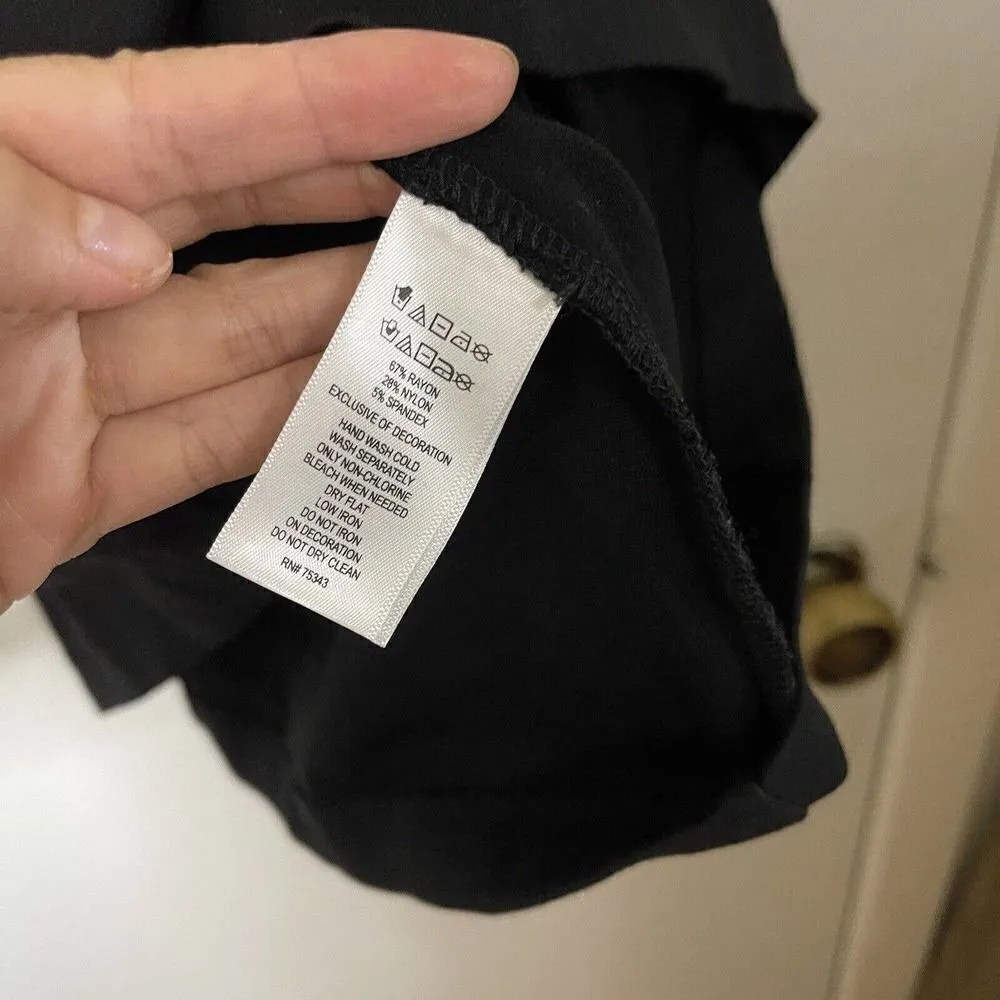 67% RAYON
28% NYLON
5% SPANDEX
EXCLUSIVE OF DECORATION
HAND WASH COLD
WASH SEPARATELY
ONLY NON-CHLORINE
BLEACH WHEN NEEDED
DRY FLAT
LOW IRON
DO NOT IRON
ON DECORATION
DO NOT DRY CLEAN
RN# 75343